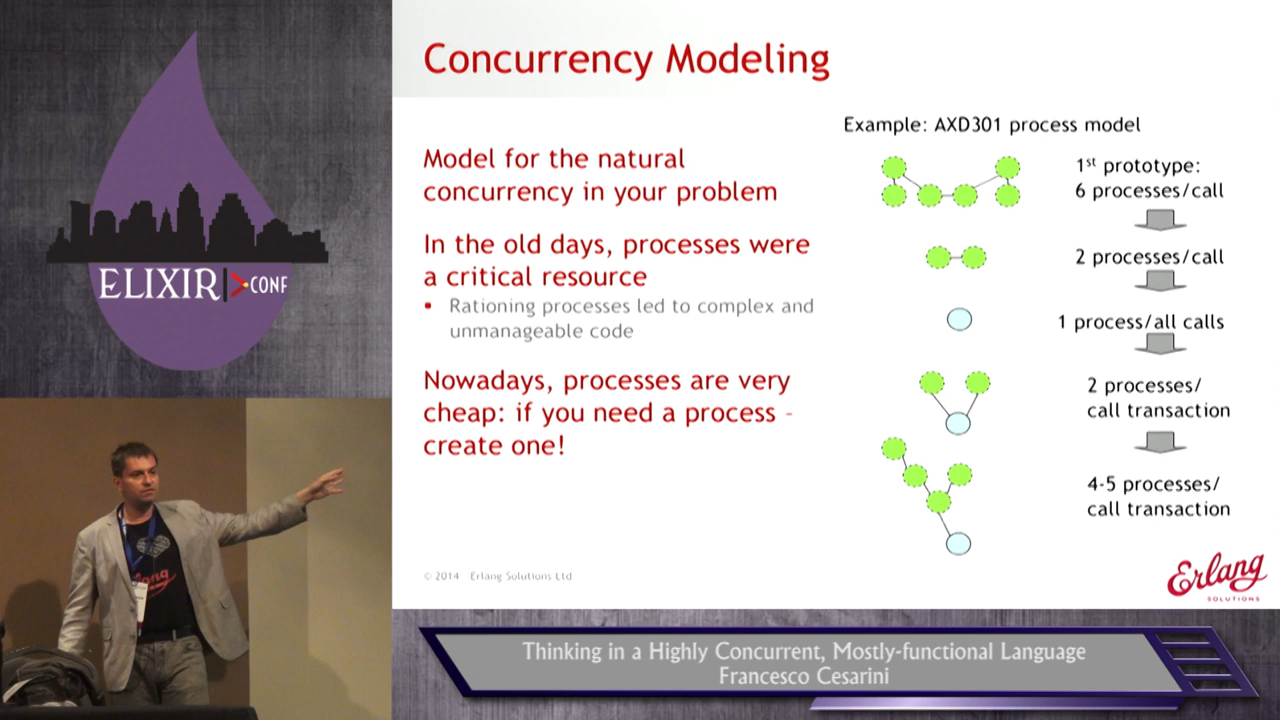 ELIXIR CONF
Concurrency Modeling
Model for the natural
concurrency in your problem
In the old days, processes were
a critical resource
▪ Rationing processes led to complex and
unmanageable code
Nowadays, processes are very
cheap: if you need a process –
create one!
Example: AXD301 process model
1st prototype:
6 processes/call
2 processes/call
1 process/all calls
2 processes/
call transaction
4-5 processes/
call transaction
© 2014 Erlang Solutions Ltd
Erlang
SOLUTIONS
Thinking in a Highly Concurrent, Mostly-functional Language
Francesco Cesarini